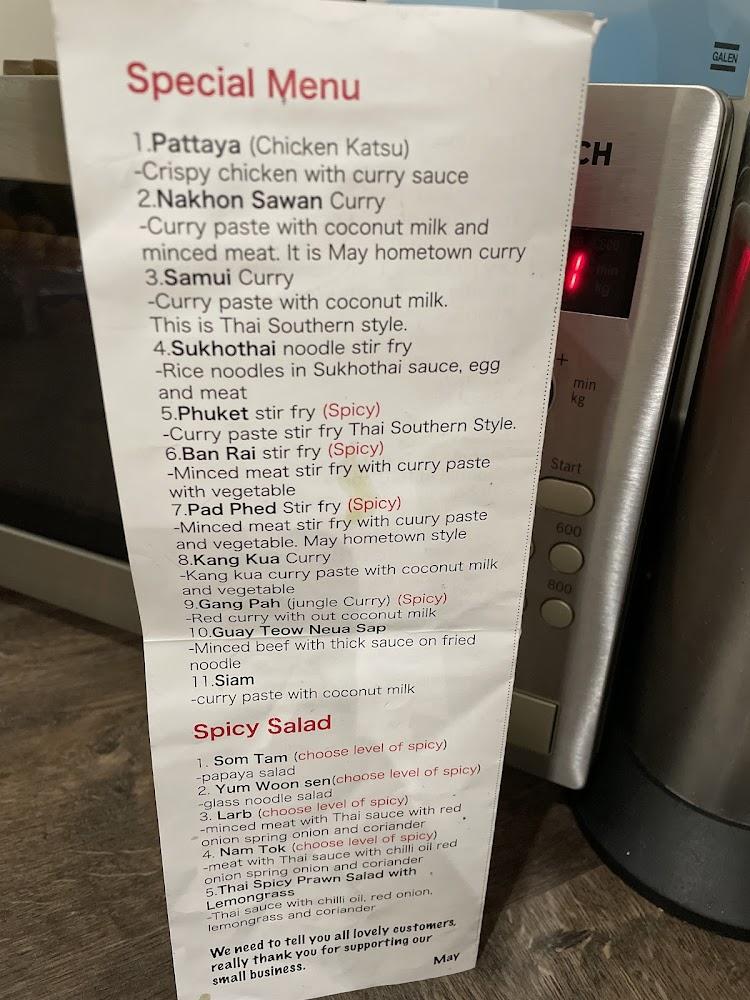 Special Menu
1.Pattaya (Chicken Katsu)
-Crispy chicken with curry sauce
2.Nakhon Sawan Curry
-Curry paste with coconut milk and
minced meat. It is May hometown curry
3.Samui Curry
-Curry paste with coconut milk.
This is Thai Southern style.
4.Sukhothai noodle stir fry
-Rice noodles in Sukhothai sauce, egg
and meat
5.Phuket stir fry (Spicy)
-Curry paste stir fry Thai Southern Style.
6.Ban Rai stir fry (Spicy)
-Minced meat stir fry with curry paste
with vegetable
7.Pad Phed Stir fry (Spicy)
-Minced meat stir fry with cuury paste
and vegetable. May hometown style
8.Kang Kua Curry
-Kang kua curry paste with coconut milk
and vegetable
9.Gang Pah (jungle Curry) (Spicy)
-Red curry with out coconut milk
10.Guay Teow Neua Sap
-Minced beef with thick sauce on fried
noodle
11.Siam
-curry paste with coconut milk
Spicy Salad
1. Som Tam (choose level of spicy)
-papaya salad
2. Yum Woon sen(choose level of spicy)
-glass noodle salad
3. Larb (choose level of spicy)
-minced meat with Thai sauce with red
onion spring onion and coriander
4. Nam Tok (choose level of spicy)
-meat with Thai sauce with chilli oil red
onion spring onion and coriander
5.Thai Spicy Prawn Salad with
Lemongrass
-Thai sauce with chilli oil, red onion,
lemongrass and coriander
We need to tell you all lovely customers,
really thank you for supporting our
small business.
May
GALEN
CH
1
min
kg
+
min
kg
Start
600
800